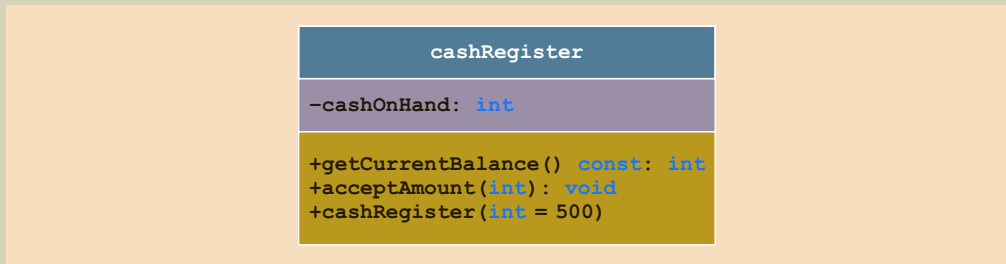 cashRegister
-cashOnHand: int
+getCurrentBalance() const: int
+acceptAmount(int): void
+cashRegister(int = 500)